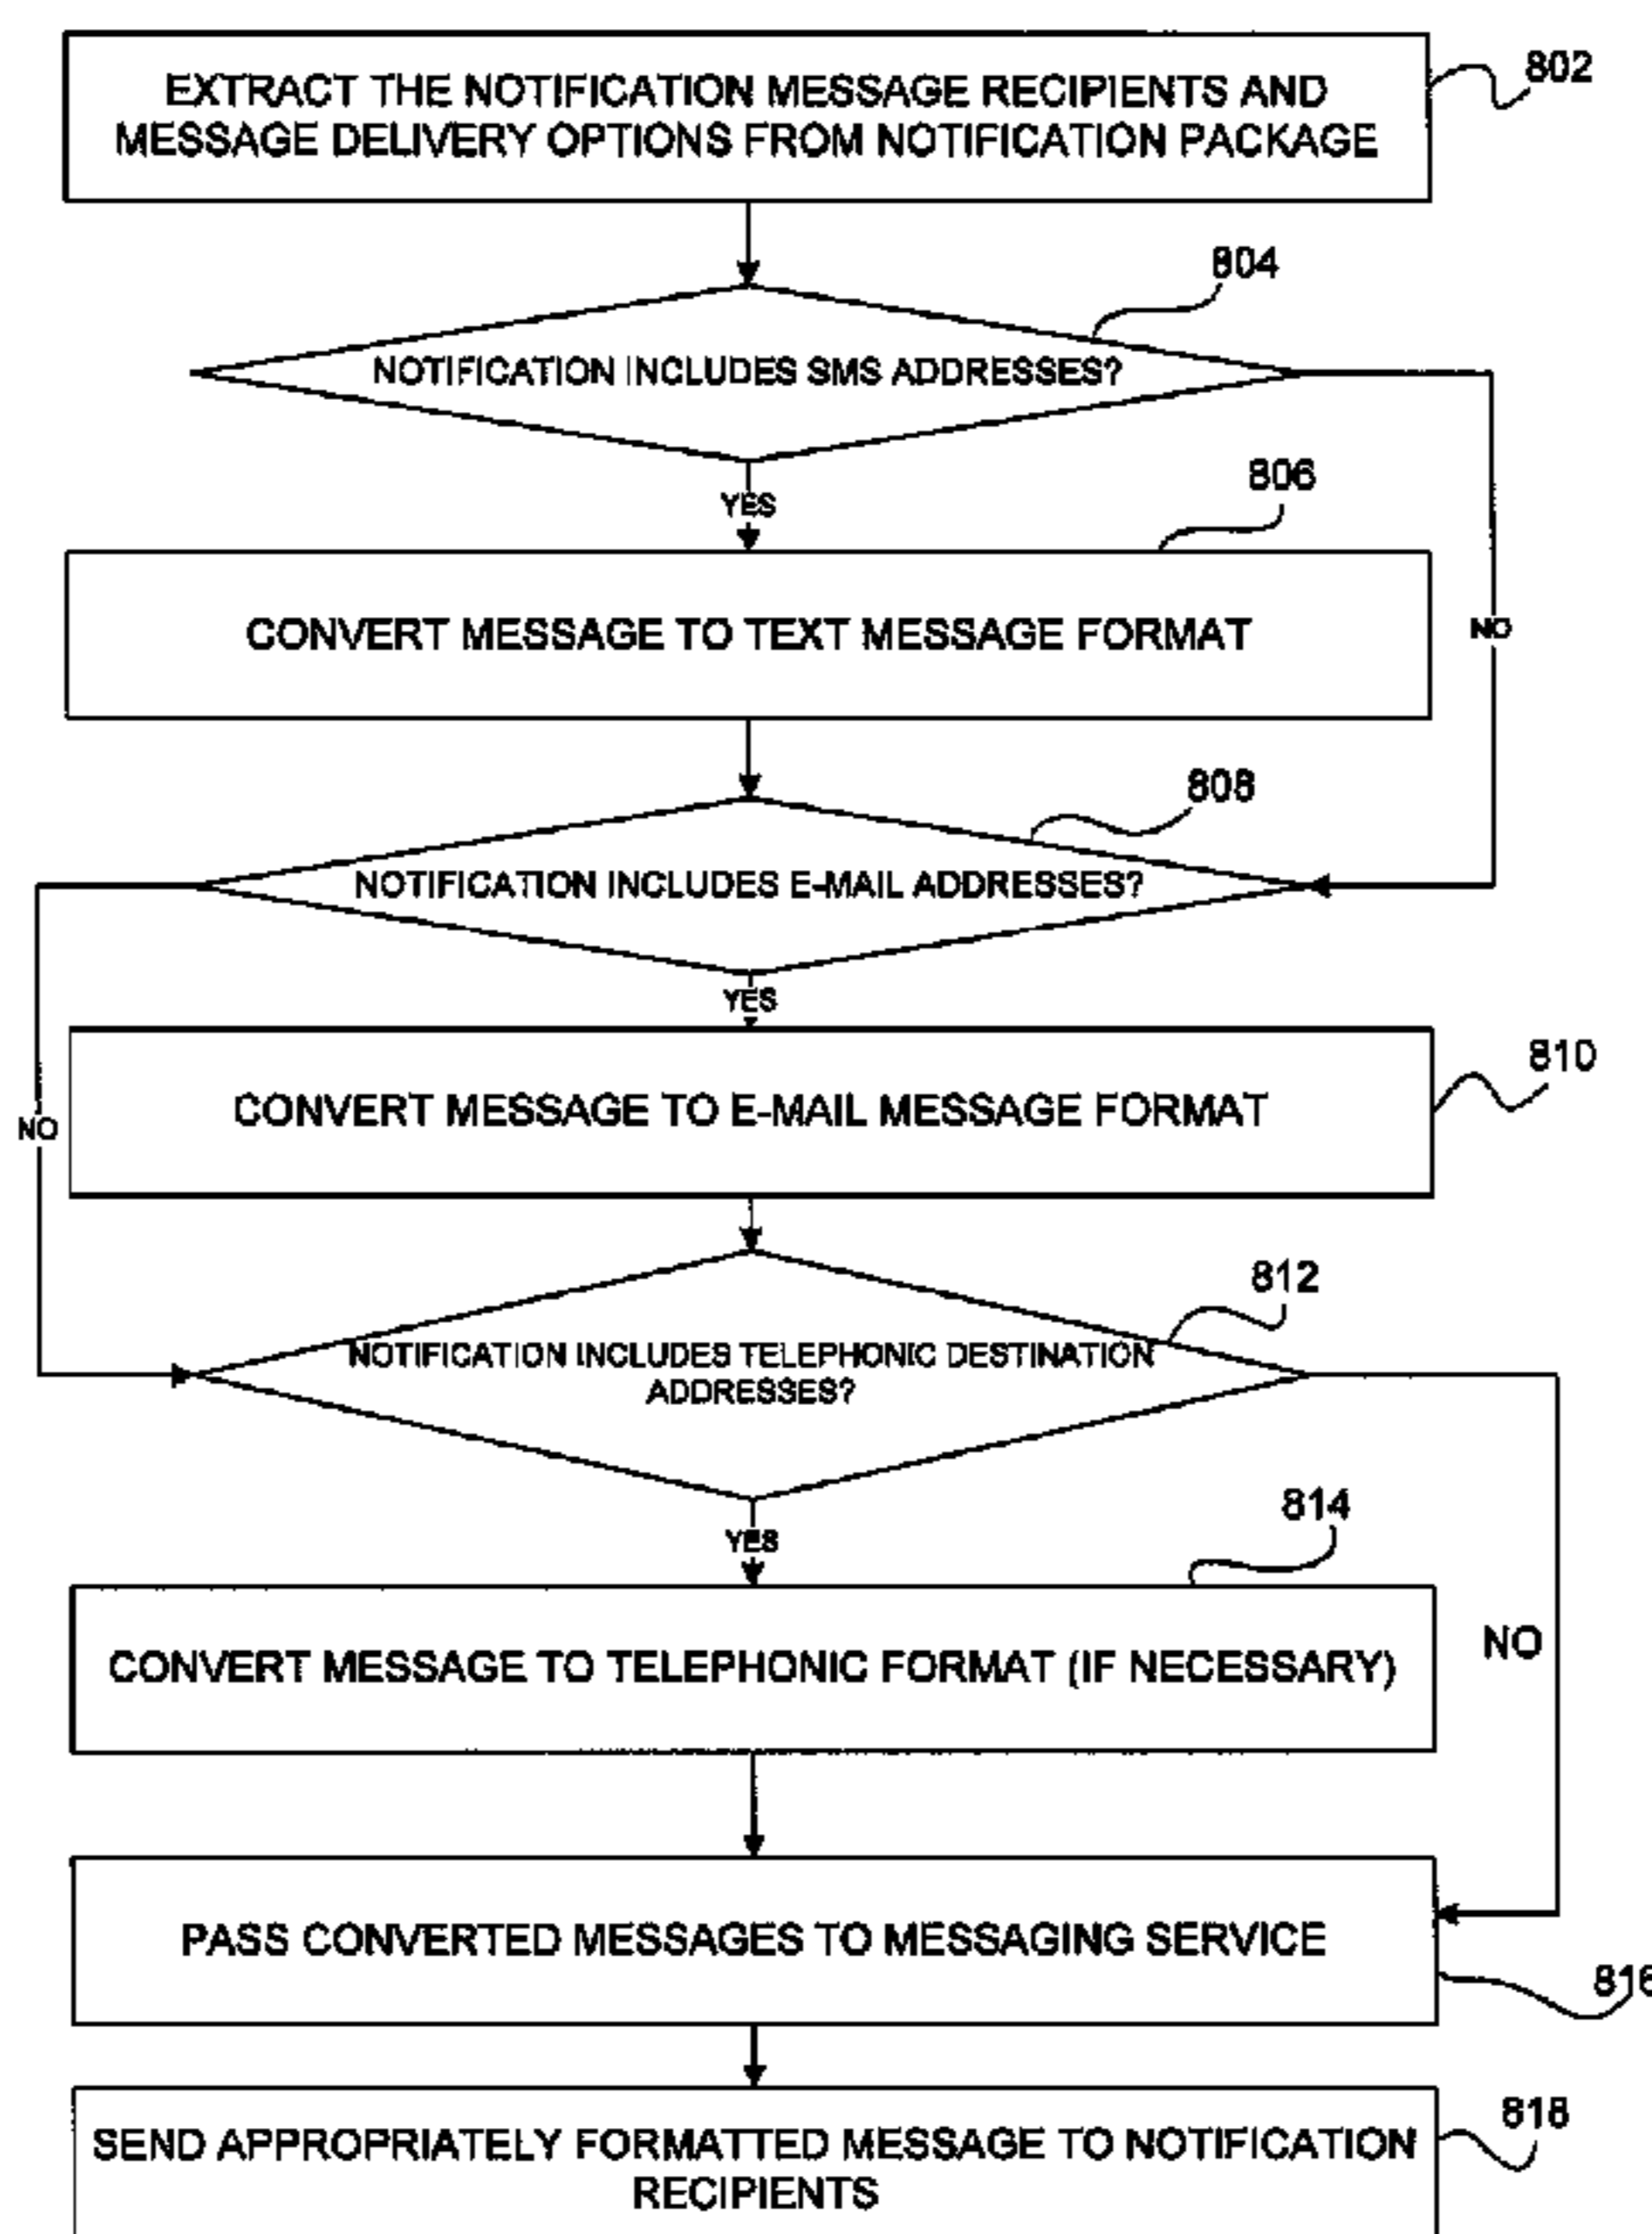 EXTRACT THE NOTIFICATION MESSAGE RECIPIENTS AND
MESSAGE DELIVERY OPTIONS FROM NOTIFICATION PACKAGE
802
804
NOTIFICATION INCLUDES SMS ADDRESSES?
YES
806
CONVERT MESSAGE TO TEXT MESSAGE FORMAT
NO
808
NOTIFICATION INCLUDES E-MAIL ADDRESSES?
YES
810
CONVERT MESSAGE TO E-MAIL MESSAGE FORMAT
NO
812
NOTIFICATION INCLUDES TELEPHONIC DESTINATION
ADDRESSES?
YES
814
CONVERT MESSAGE TO TELEPHONIC FORMAT (IF NECESSARY)
NO
PASS CONVERTED MESSAGES TO MESSAGING SERVICE
816
SEND APPROPRIATELY FORMATTED MESSAGE TO NOTIFICATION
RECIPIENTS
818